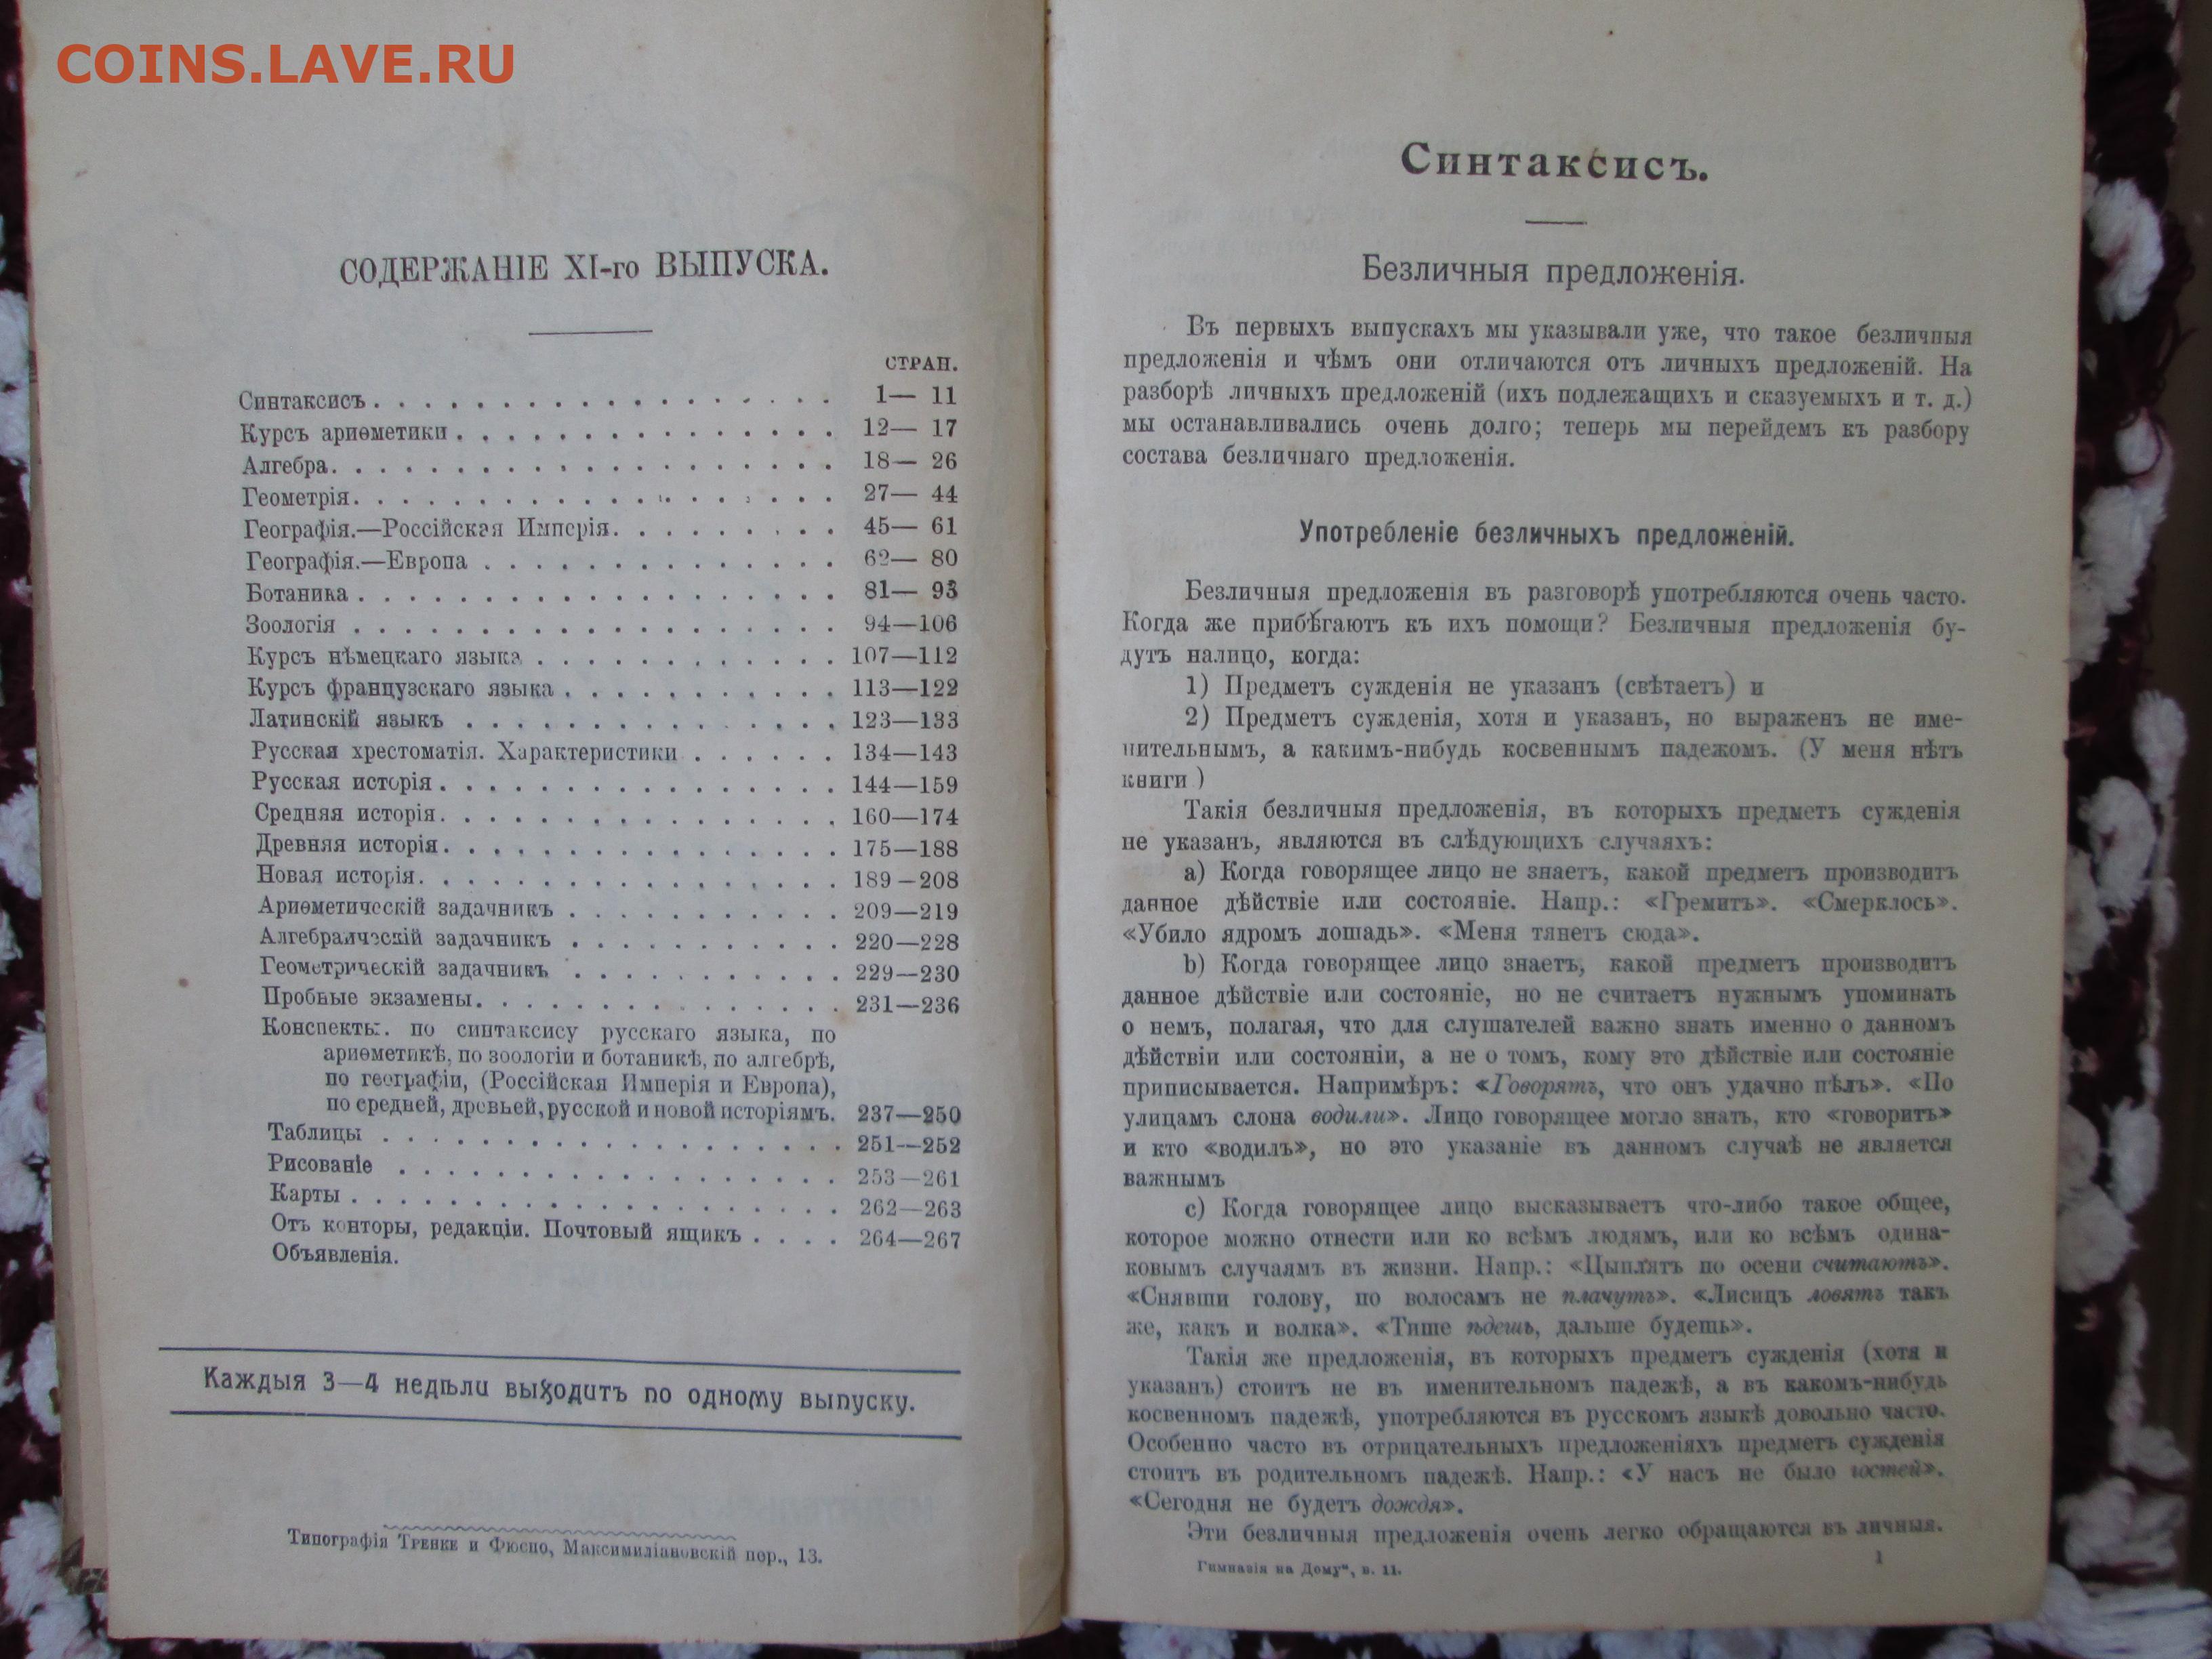 COINS.LAVE.RU
СОДЕРЖАНІЕ XI-го ВЫПУСКА.
СТРАН.
Синтаксисъ . . . . . . . . . . . . . . . . . . 1— 11
Курсъ ариѳметики . . . . . . . . . . . . . . . 12— 17
Алгебра. . . . . . . . . . . . . . . . . . . . 18— 26
Геометрія. . . . . . . . . . . . . . . . . . . 27— 44
Географія.—Россійская Имперія. . . . . . . . . 45— 61
Географія.—Европа . . . . . . . . . . . . . . 62— 80
Ботаника . . . . . . . . . . . . . . . . . . . 81— 93
Зоологія . . . . . . . . . . . . . . . . . . . 94—106
Курсъ нѣмецкаго языка . . . . . . . . . . . . 107—112
Курсъ французскаго языка . . . . . . . . . . . 113—122
Латинскій языкъ . . . . . . . . . . . . . . . 123—133
Русская хрестоматія. Характеристики . . . . . . 134—143
Русская исторія . . . . . . . . . . . . . . . . 144—159
Средняя исторія. . . . . . . . . . . . . . . . 160—174
Древняя исторія. . . . . . . . . . . . . . . . 175—188
Новая исторія. . . . . . . . . . . . . . . . . 189—208
Ариѳметическій задачникъ . . . . . . . . . . . 209—219
Алгебраическій задачникъ . . . . . . . . . . . 220—228
Геометрическій задачникъ . . . . . . . . . . . 229—230
Пробные экзамены. . . . . . . . . . . . . . . 231—236
Конспекты: по синтаксису русскаго языка, по
ариѳметикѣ, по зоологіи и ботаникѣ, по алгебрѣ,
по географіи, (Россійская Имперія и Европа),
по средней, древней, русской и новой исторіямъ. 237—250
Таблицы . . . . . . . . . . . . . . . . . . 251—252
Рисованіе . . . . . . . . . . . . . . . . . 253—261
Карты . . . . . . . . . . . . . . . . . . . 262—263
Отъ конторы, редакціи. Почтовый ящикъ . . . . 264—267
Объявленія.
Каждыя 3—4 недѣли выходитъ по одному выпуску.
Типографія Тренке и Фюсно, Максимиліановскій пер., 13.
Синтаксисъ.
Безличныя предложенія.
Въ первыхъ выпускахъ мы указывали уже, что такое безличныя
предложенія и чѣмъ они отличаются отъ личныхъ предложеній. На
разборѣ личныхъ предложеній (ихъ подлежащихъ и сказуемыхъ и т. д.)
мы останавливались очень долго; теперь мы перейдемъ къ разбору
состава безличнаго предложенія.
Употребленіе безличныхъ предложеній.
Безличныя предложенія въ разговорѣ употребляются очень часто.
Когда же прибѣгаютъ къ ихъ помощи? Безличныя предложенія бу-
дутъ налицо, когда:
1) Предметъ сужденія не указанъ (свѣтаетъ) и
2) Предметъ сужденія, хотя и указанъ, но выраженъ не име-
нительнымъ, а какимъ-нибудь косвеннымъ падежомъ. (У меня нѣтъ
книги )
Такія безличныя предложенія, въ которыхъ предметъ сужденія
не указанъ, являются въ слѣдующихъ случаяхъ:
a) Когда говорящее лицо не знаетъ, какой предметъ производитъ
данное дѣйствіе или состояніе. Напр.: «Гремитъ». «Смерклось».
«Убило ядромъ лошадь». «Меня тянетъ сюда».
b) Когда говорящее лицо знаетъ, какой предметъ производитъ
данное дѣйствіе или состояніе, но не считаетъ нужнымъ упоминать
о немъ, полагая, что для слушателей важно знать именно о данномъ
дѣйствіи или состояніи, а не о томъ, кому это дѣйствіе или состояніе
приписывается. Напримѣръ: «Говорятъ, что онъ удачно пѣлъ». «По
улицамъ слона водили». Лицо говорящее могло знать, кто «говоритъ»
и кто «водилъ», но это указаніе въ данномъ случаѣ не является
важнымъ
c) Когда говорящее лицо высказываетъ что-либо такое общее,
которое можно отнести или ко всѣмъ людямъ, или ко всѣмъ одина-
ковымъ случаямъ въ жизни. Напр.: «Цыплятъ по осени считаютъ».
«Снявши голову, по волосамъ не плачутъ». «Лисицъ ловятъ такъ
же, какъ и волка». «Тише ѣдешь, дальше будешь».
Такія же предложенія, въ которыхъ предметъ сужденія (хотя и
указанъ) стоитъ не въ именительномъ падежѣ, а въ какомъ-нибудь
косвенномъ падежѣ, употребляются въ русскомъ языкѣ довольно часто.
Особенно часто въ отрицательныхъ предложеніяхъ предметъ сужденія
стоитъ въ родительномъ падежѣ. Напр.: «У насъ не было гостей».
«Сегодня не будетъ дождя».
Эти безличныя предложенія очень легко обращаются въ личныя.
Гимназія на Дому", в. 11.
1